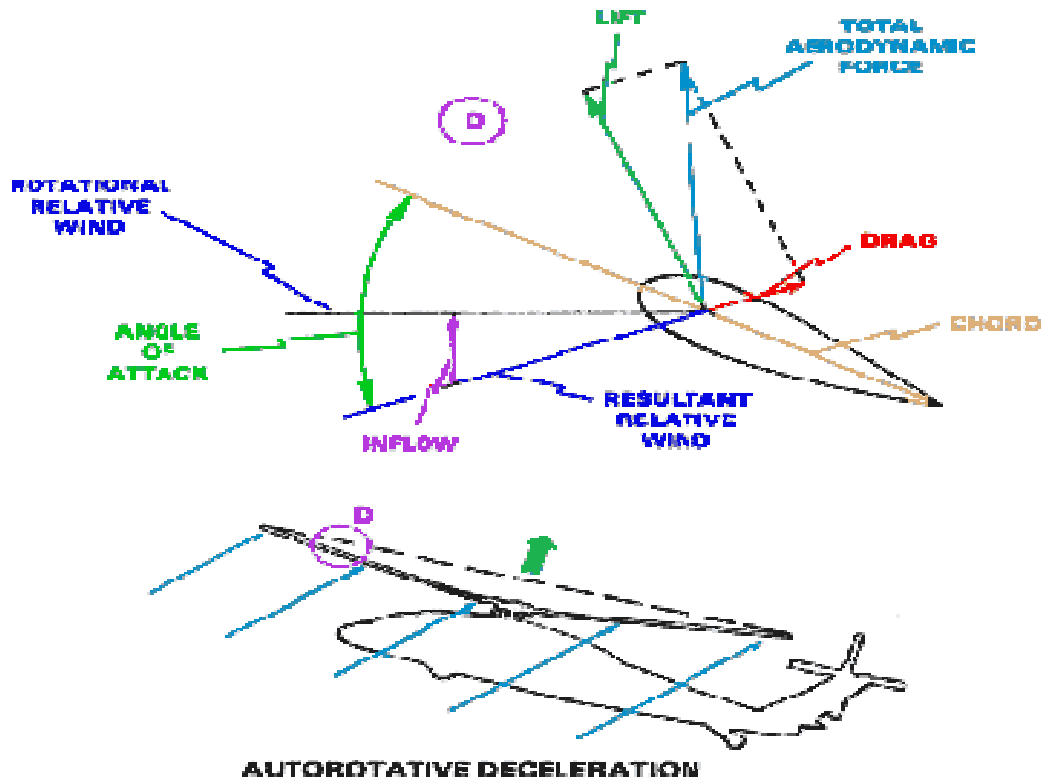 LIFT
TOTAL
AERODYNAMIC
FORCE
D
ROTATIONAL
RELATIVE
WIND
DRAG
CHORD
ANGLE
OF
ATTACK
RESULTANT
RELATIVE
WIND
INFLOW
D
AUTOROTATIVE DECELERATION